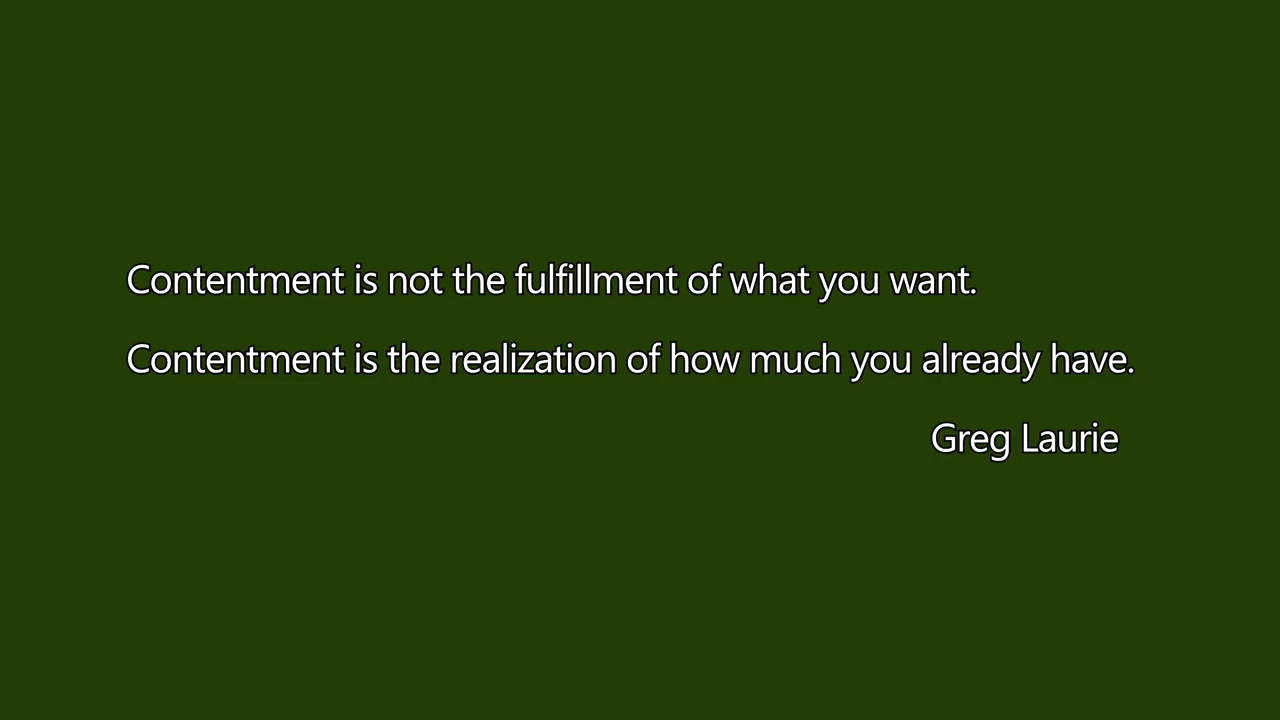 Contentment is not the fulfillment of what you want.
Contentment is the realization of how much you already have.
Greg Laurie